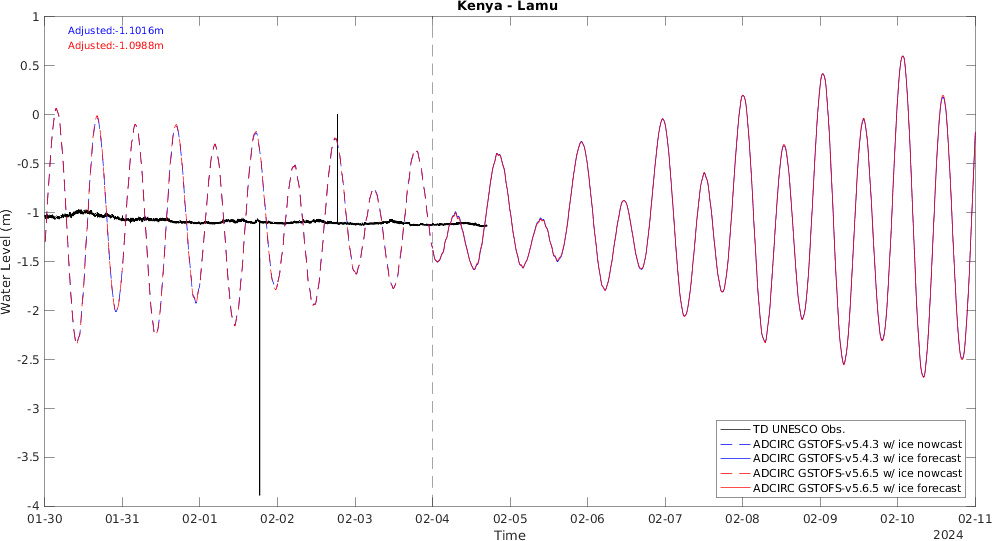 Kenya - Lamu
Adjusted:-1.1016m
Adjusted:-1.0988m
1
0.5
0
-0.5
-1
-1.5
-2
-2.5
-3
-3.5
-4
Water Level (m)
TD UNESCO Obs.
ADCIRC GSTOFS-v5.4.3 w/ ice nowcast
ADCIRC GSTOFS-v5.4.3 w/ ice forecast
ADCIRC GSTOFS-v5.6.5 w/ ice nowcast
ADCIRC GSTOFS-v5.6.5 w/ ice forecast
01-30 01-31 02-01 02-02 02-03 02-04 02-05 02-06 02-07 02-08 02-09 02-10 02-11
Time
2024